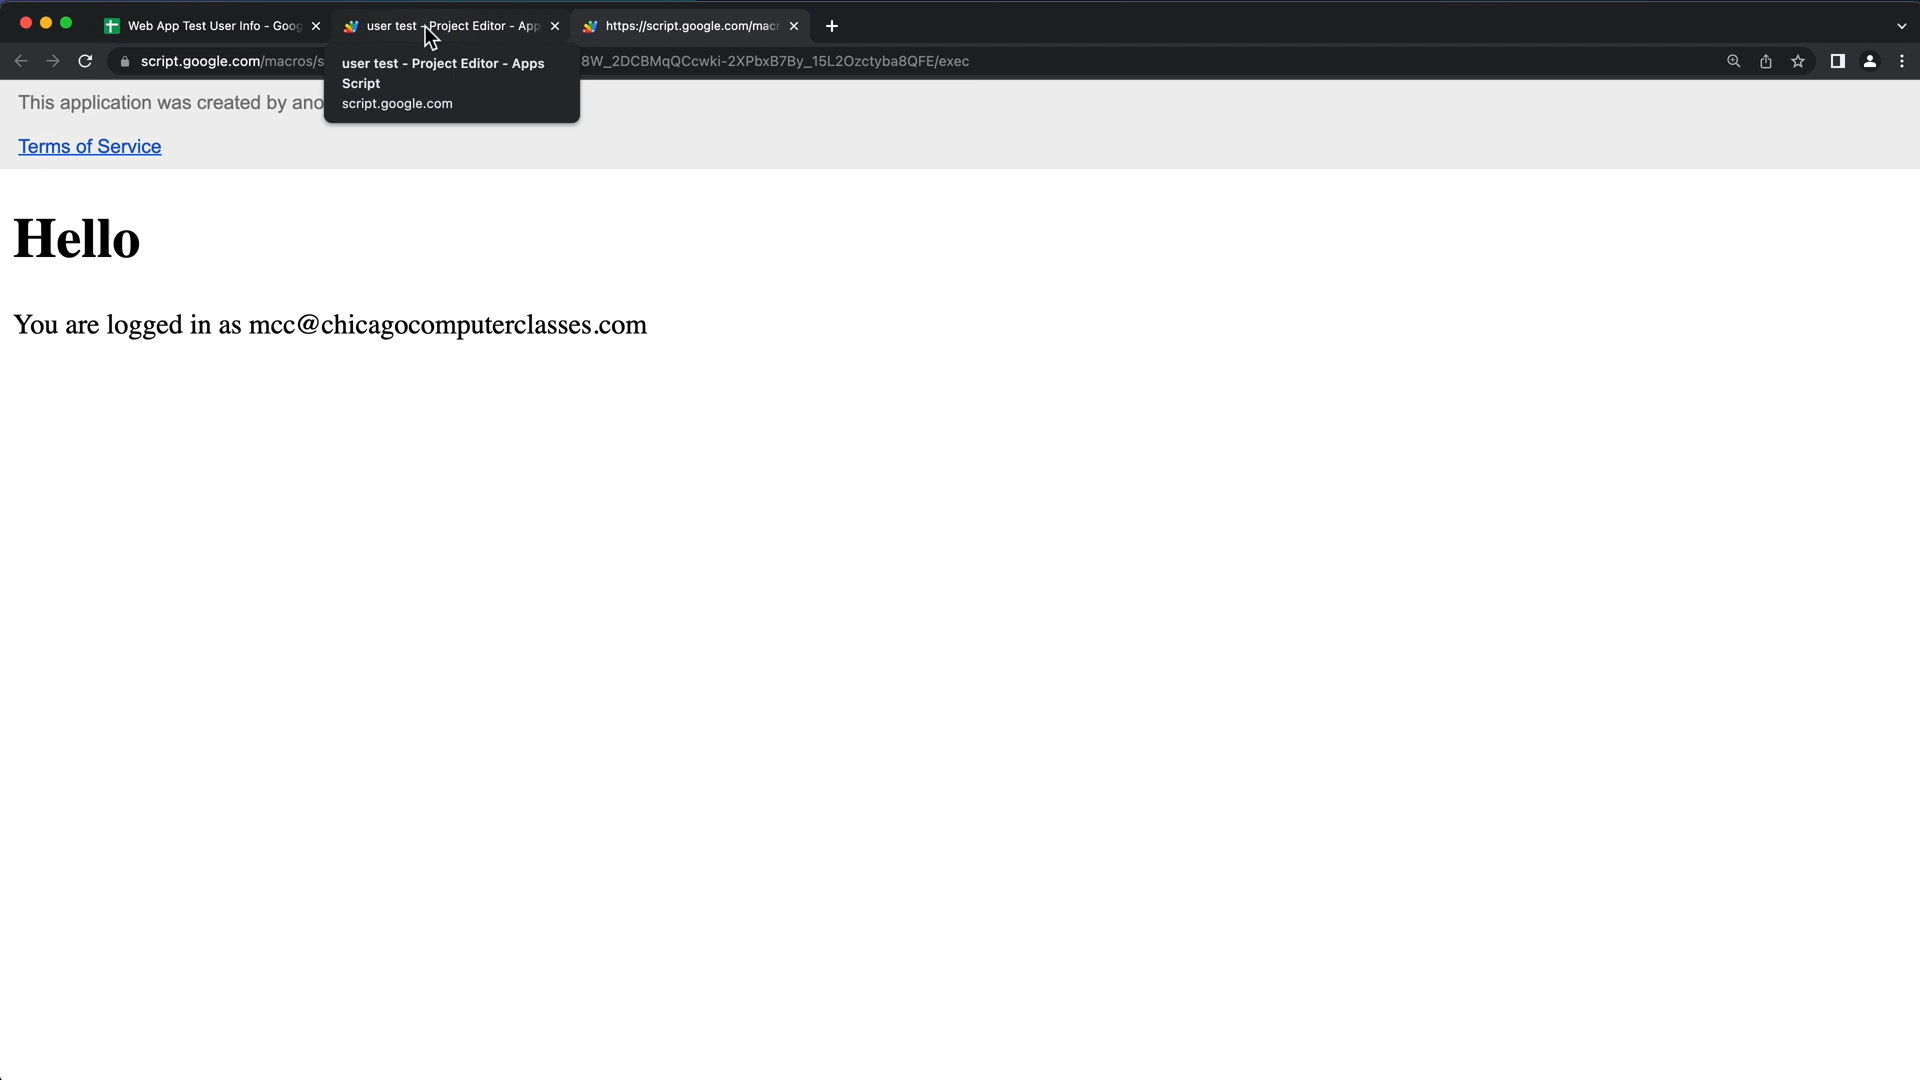 Web App Test User Info - Goog
user test - Project Editor - App
https://script.google.com/macr
script.google.com/macros/s
8W_2DCBMqQCcwki-2XPbxB7By_15L2Ozctyba8QFE/exec
user test - Project Editor - Apps
Script
script.google.com
This application was created by ano
Terms of Service
Hello
You are logged in as mcc@chicagocomputerclasses.com